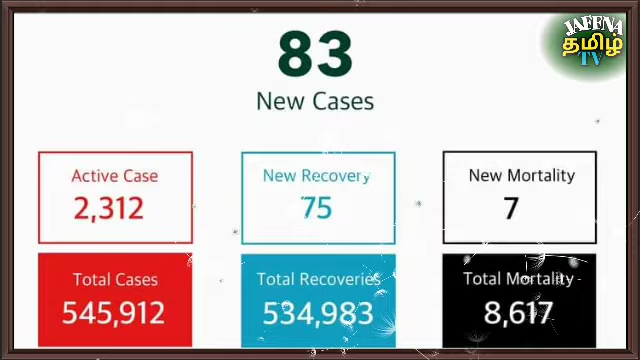 JAFFNA
தமிழ்
TV
83
New Cases
Active Case
2,312
New Recovery
75
New Mortality
7
Total Cases
545,912
Total Recoveries
534,983
Total Mortality
8,617